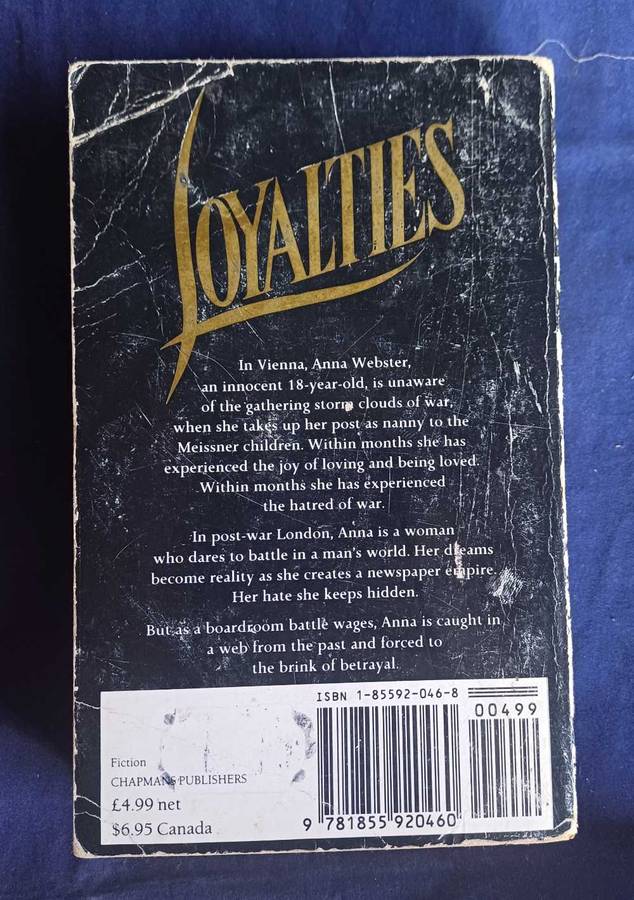 LOYALTIES
In Vienna, Anna Webster,
an innocent 18-year-old, is unaware
of the gathering storm clouds of war,
when she takes up her post as nanny to the
Meissner children. Within months she has
experienced the joy of loving and being loved.
Within months she has experienced
the hatred of war.
In post-war London, Anna is a woman
who dares to battle in a man's world. Her dreams
become reality as she creates a newspaper empire.
Her hate she keeps hidden.
But as a boardroom battle wages, Anna is caught in
a web from the past and forced to
the brink of betrayal.
ISBN 1-85592-046-8
00499
Fiction
CHAPMANS PUBLISHERS
£4.99 net
$6.95 Canada
9 781855 920460